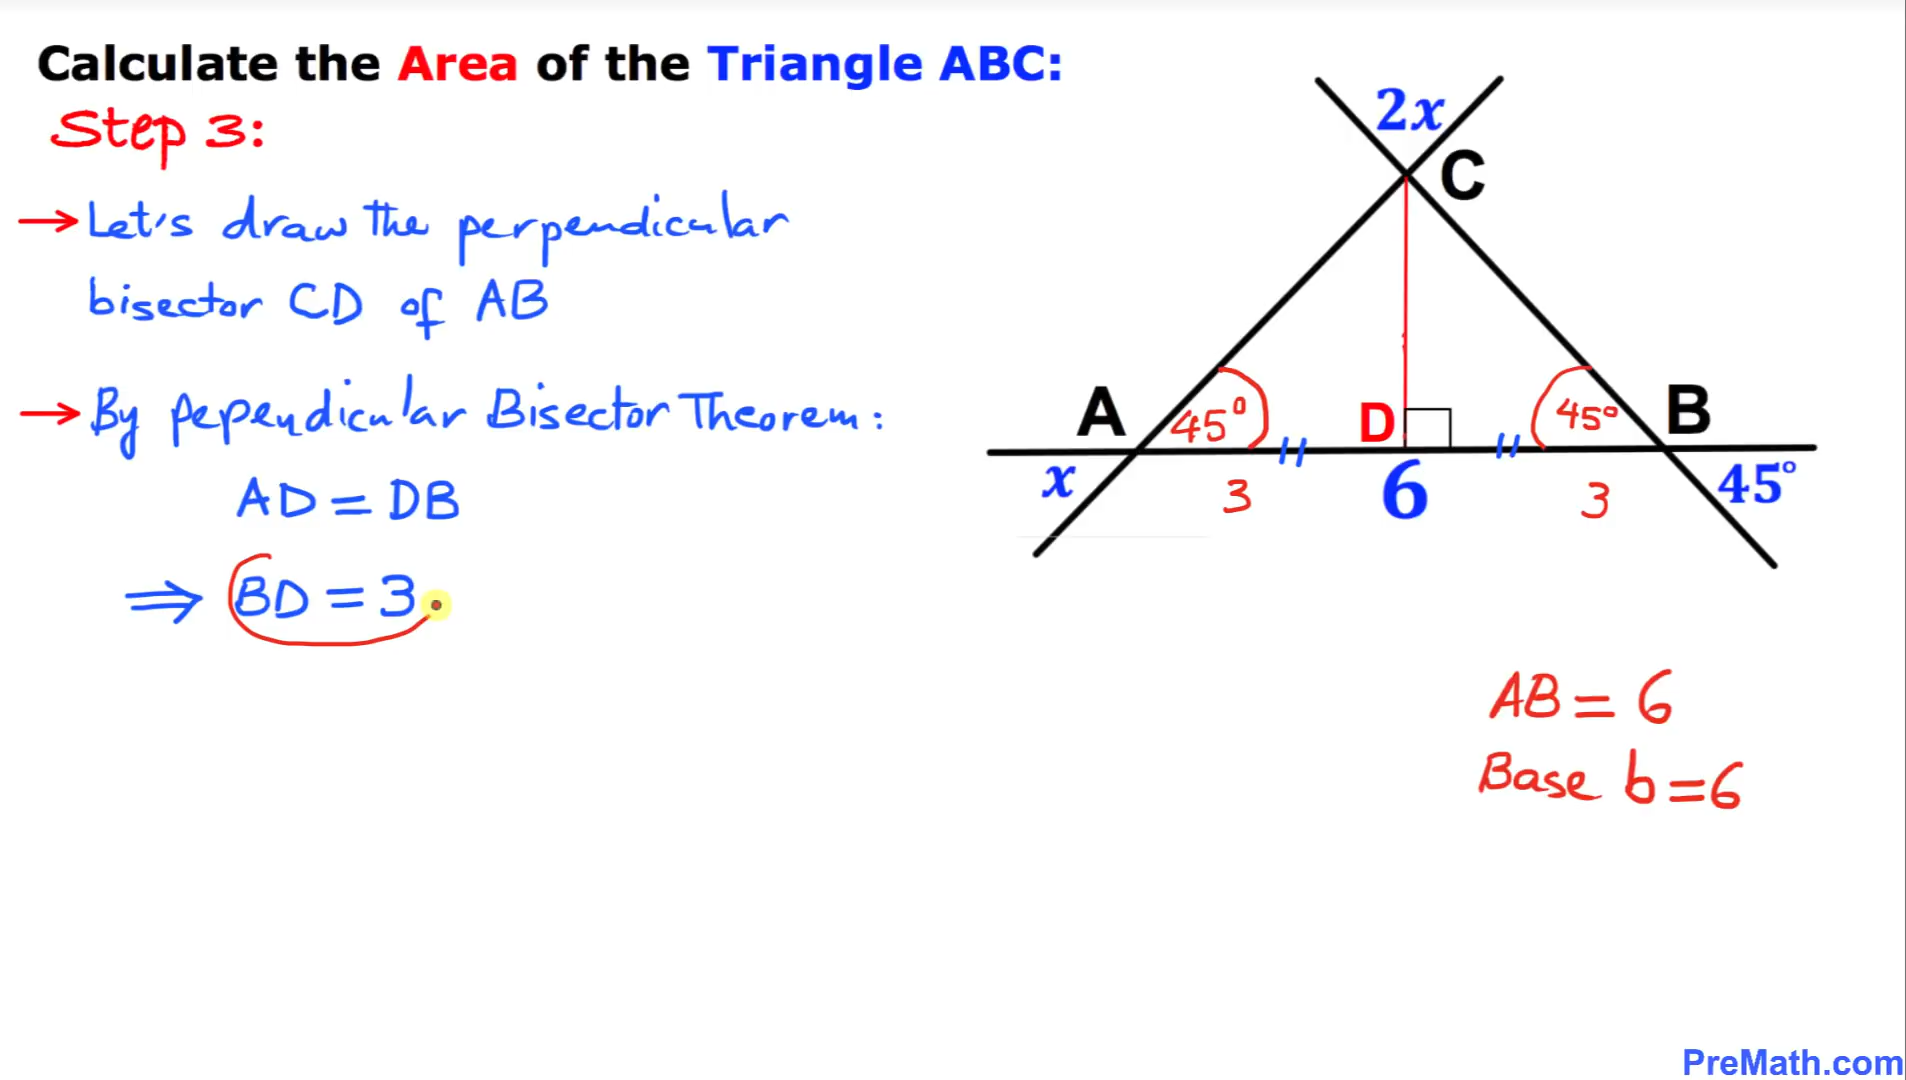 Calculate the Area of the Triangle ABC:
Step 3:
→ Let's draw the perpendicular
bisector CD of AB
→ By pependicular Bisector Theorem:
AD = DB
⇒ BD = 3
2x
C
A
45°
D
45°
B
x
3
6
3
45°
AB = 6
Base b = 6
PreMath.com